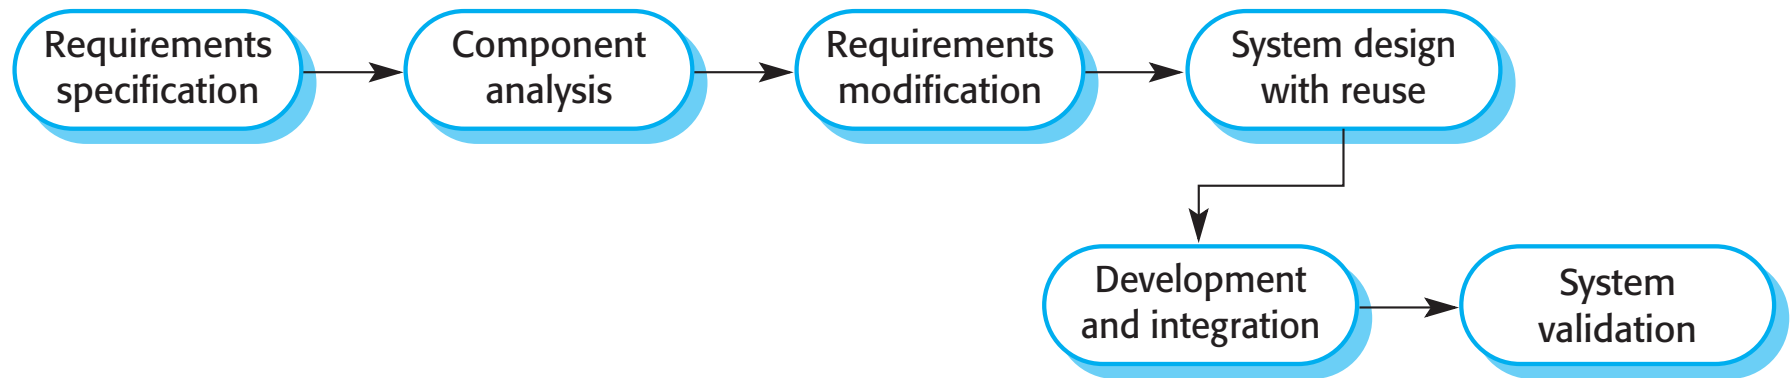 Requirements
specification
Component
analysis
Requirements
modification
System design
with reuse
Development
and integration
System
validation